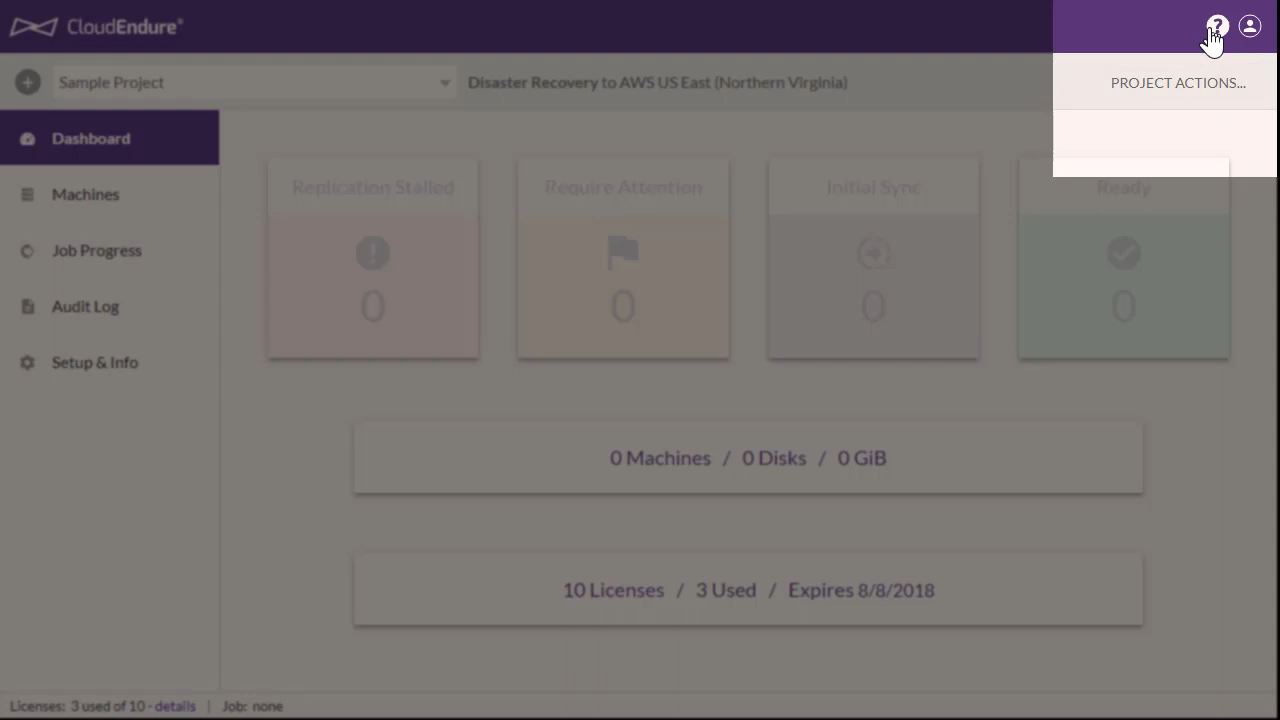 CloudEndure®
?
Sample Project
Disaster Recovery to AWS US East (Northern Virginia)
PROJECT ACTIONS...
Dashboard
Machines
Job Progress
Audit Log
Setup & Info
Replication Stalled
0
Require Attention
0
Initial Sync
0
Ready
0
0 Machines / 0 Disks / 0 GiB
10 Licenses / 3 Used / Expires 8/8/2018
Licenses: 3 used of 10 - details | Job: none